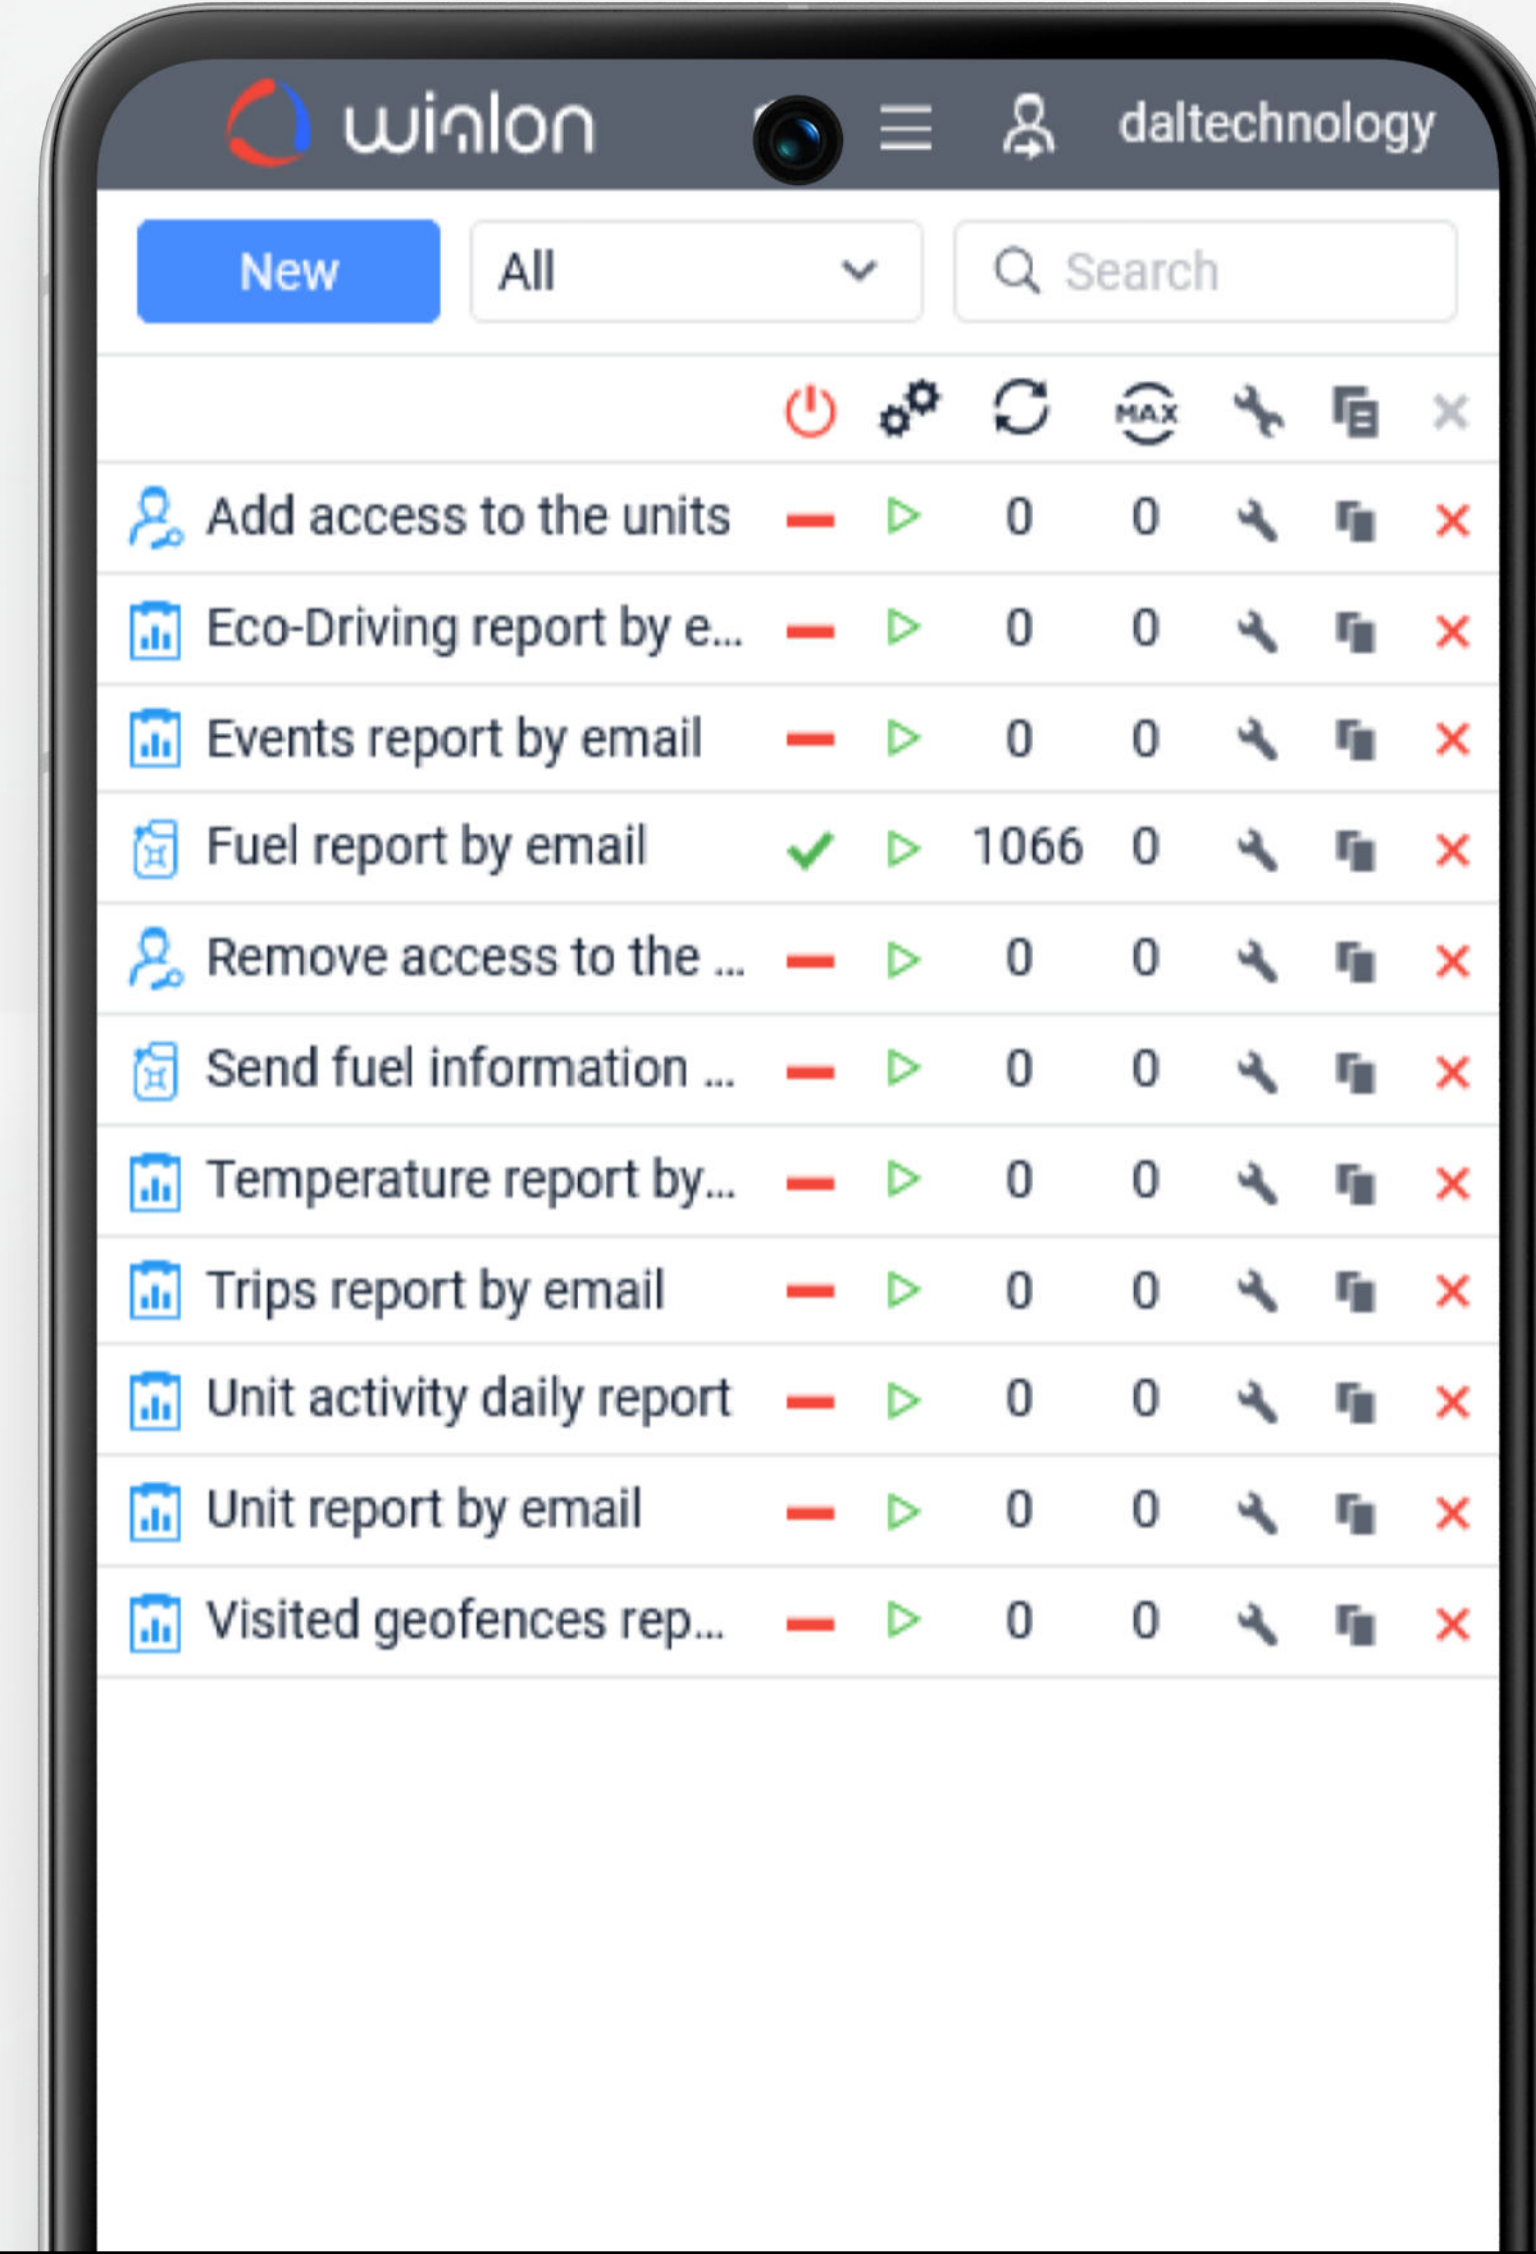 wialon
daltechnology
New All Search
MAX
Add access to the units 0 0
Eco-Driving report by e... 0 0
Events report by email 0 0
Fuel report by email 1066 0
Remove access to the ... 0 0
Send fuel information ... 0 0
Temperature report by... 0 0
Trips report by email 0 0
Unit activity daily report 0 0
Unit report by email 0 0
Visited geofences rep... 0 0